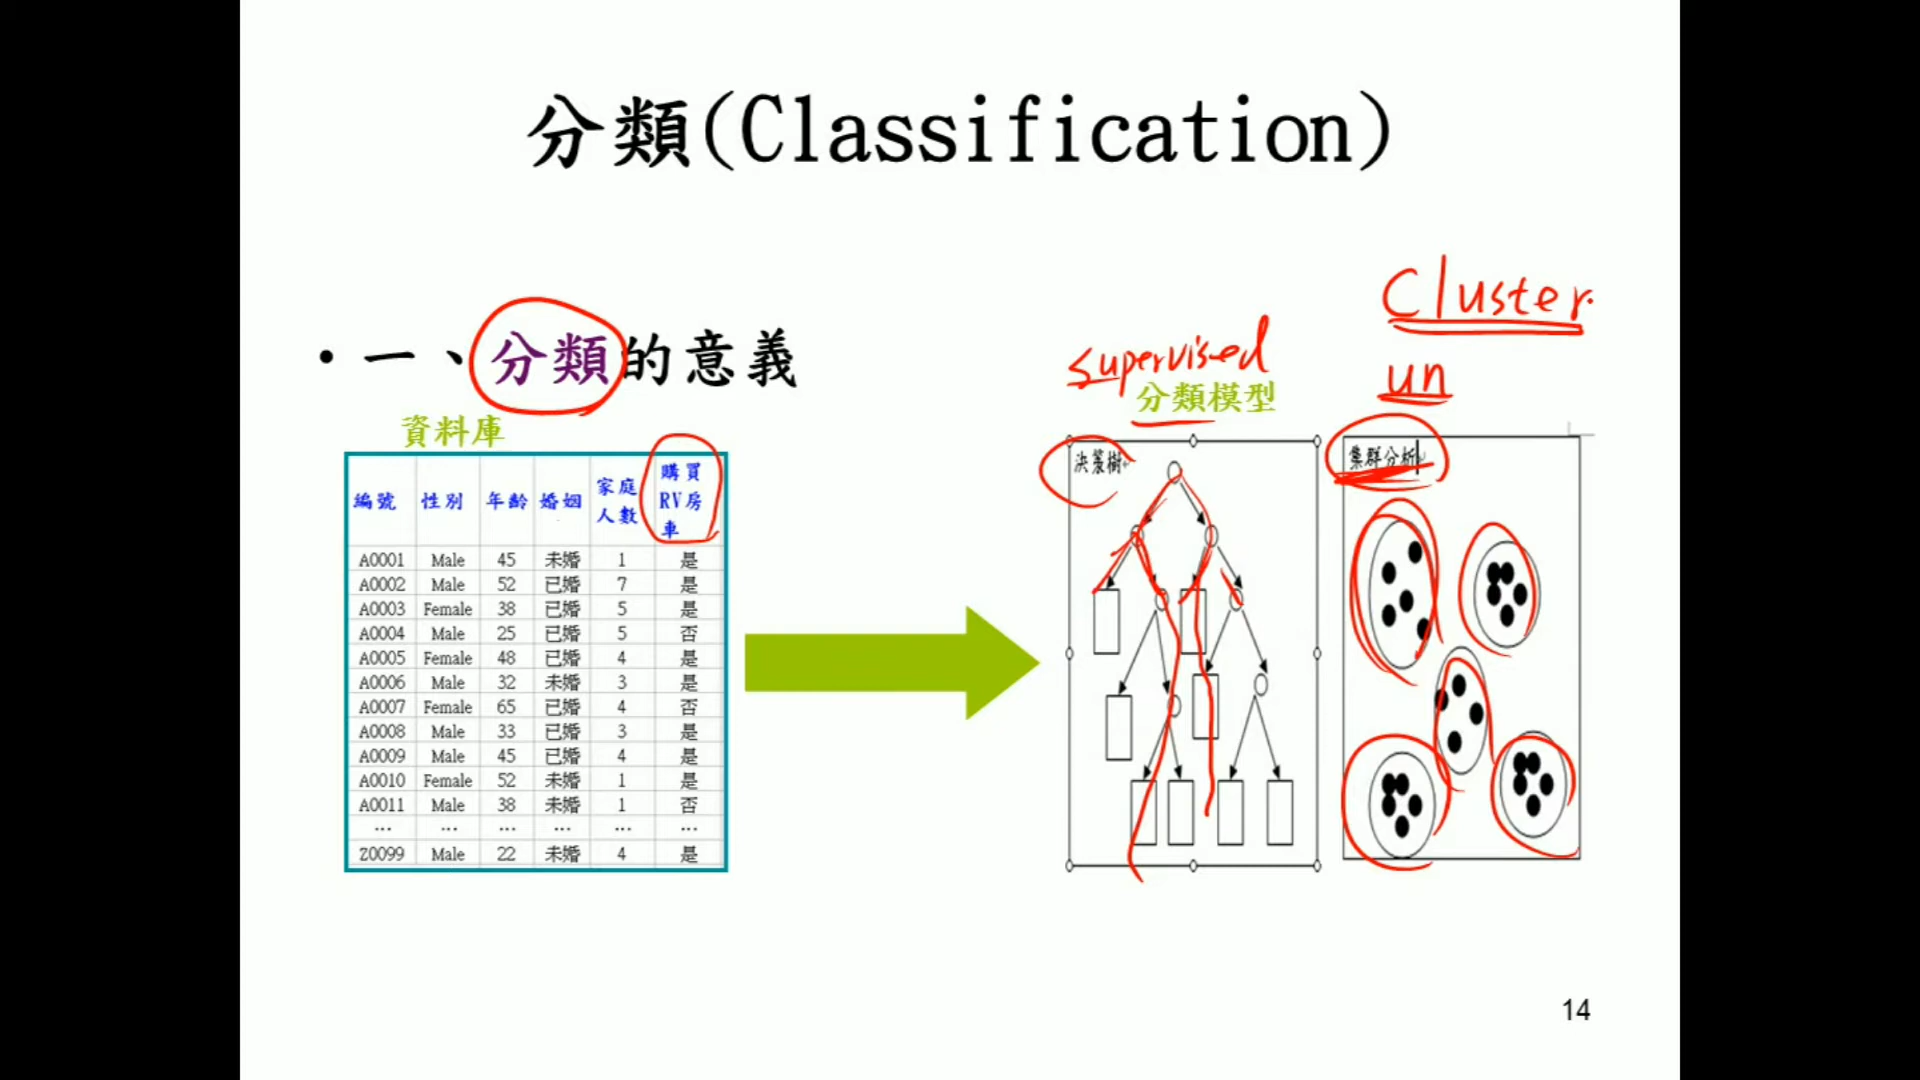 分類(Classification)
• 一、分類的意義
Cluster
supervised
un
分類模型
資料庫
決策樹
集群分析
編號 性別 年齡 婚姻 家庭人數 購買RV房車
A0001 Male 45 未婚 1 是
A0002 Male 52 已婚 7 是
A0003 Female 38 已婚 5 是
A0004 Male 25 已婚 5 否
A0005 Female 48 已婚 4 是
A0006 Male 32 未婚 3 是
A0007 Female 65 已婚 4 否
A0008 Male 33 已婚 3 是
A0009 Male 45 已婚 4 是
A0010 Female 52 未婚 1 是
A0011 Male 38 未婚 1 否
... ... ... ... ... ...
Z0099 Male 22 未婚 4 是
14